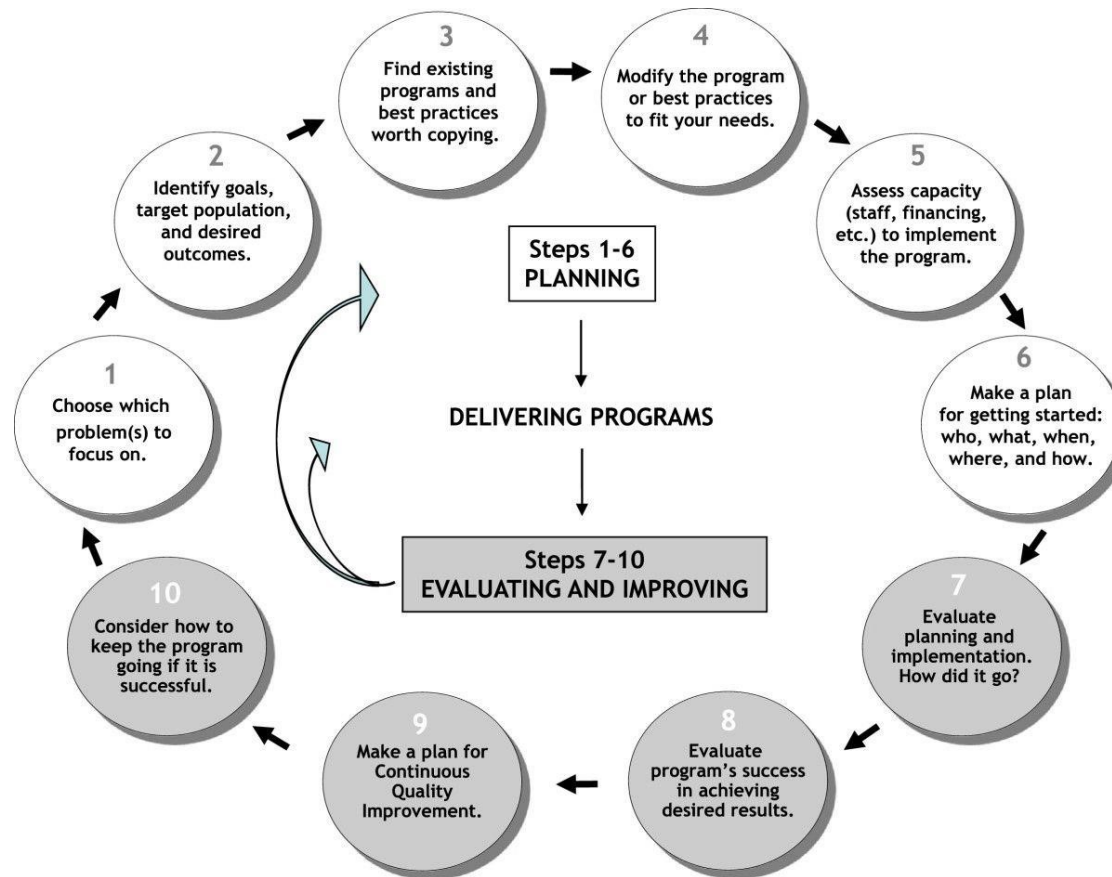 1
Choose which
problem(s) to
focus on.
2
Identify goals,
target population,
and desired
outcomes.
3
Find existing
programs and
best practices
worth copying.
4
Modify the program
or best practices
to fit your needs.
5
Assess capacity
(staff, financing,
etc.) to implement
the program.
6
Make a plan
for getting started:
who, what, when,
where, and how.
7
Evaluate
planning and
implementation.
How did it go?
8
Evaluate
program’s success
in achieving
desired results.
9
Make a plan for
Continuous
Quality
Improvement.
10
Consider how to
keep the program
going if it is
successful.
Steps 1-6
PLANNING
DELIVERING PROGRAMS
Steps 7-10
EVALUATING AND IMPROVING